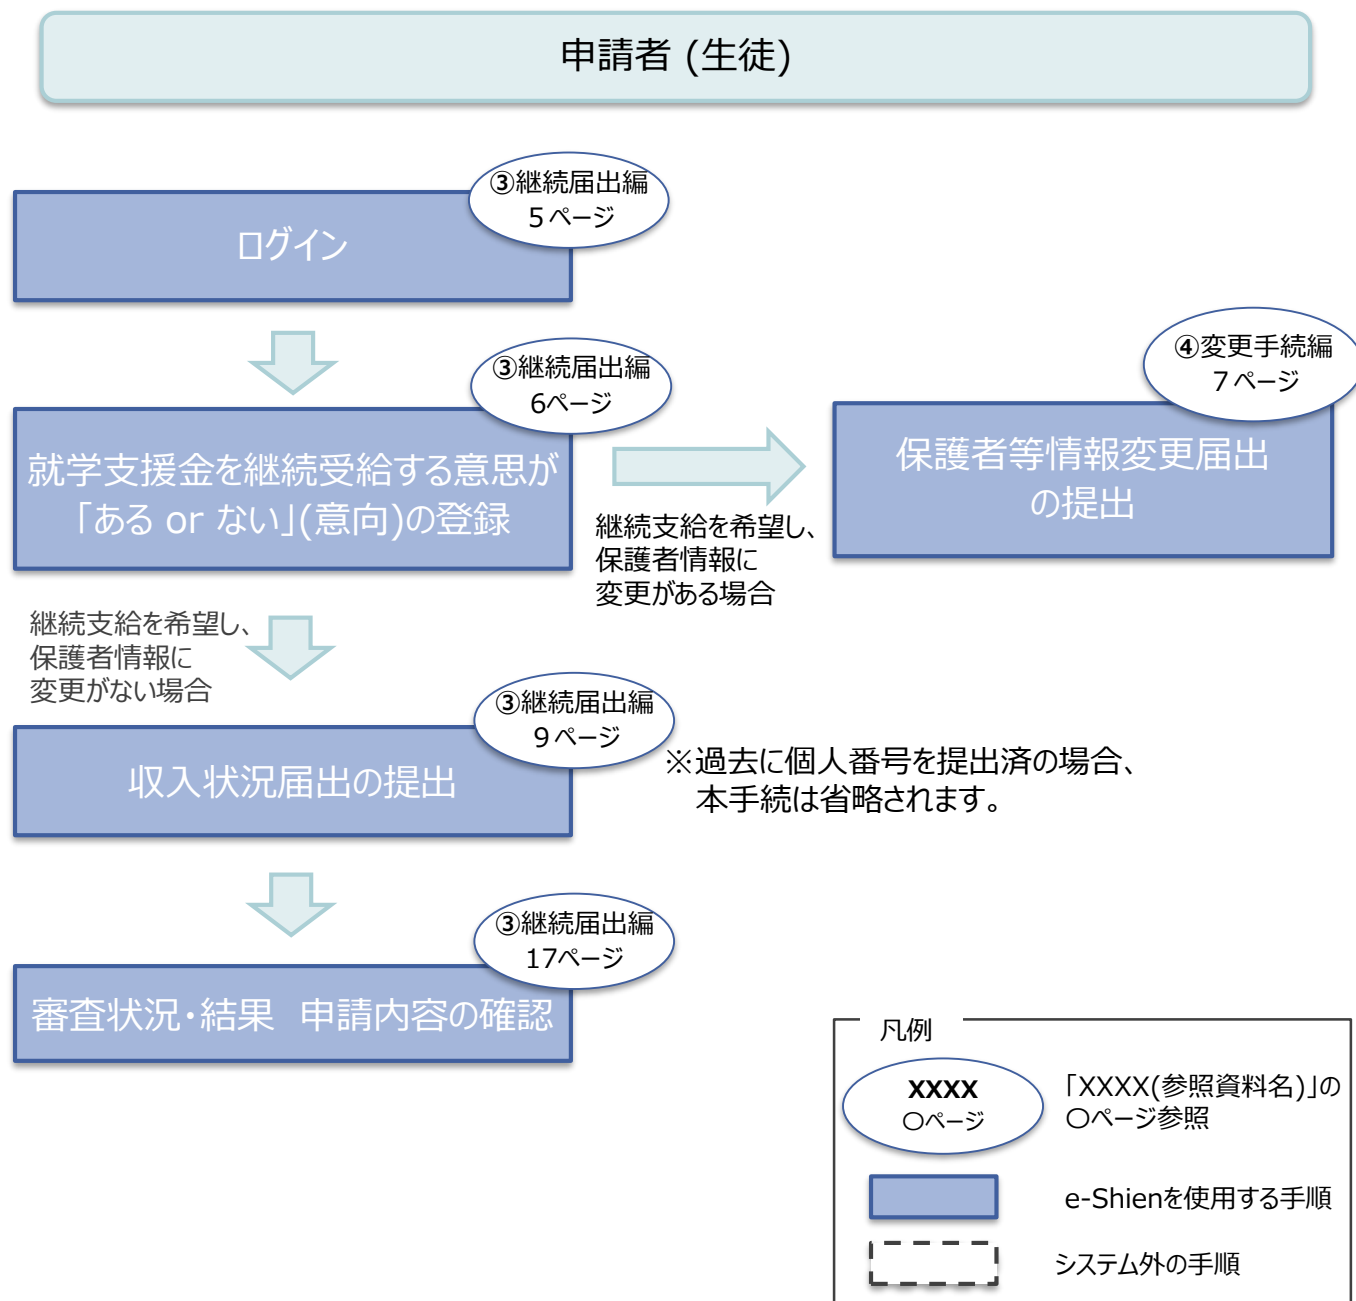 申請者 (生徒)
③継続届出編
５ページ
ログイン
③継続届出編
6ページ
就学支援金を継続受給する意思が
「ある or ない」(意向)の登録
継続支給を希望し、
保護者情報に
変更がある場合
④変更手続編
７ページ
保護者等情報変更届出
の提出
継続支給を希望し、
保護者情報に
変更がない場合
③継続届出編
９ページ
収入状況届出の提出
※過去に個人番号を提出済の場合、
本手続は省略されます。
③継続届出編
17ページ
審査状況・結果　申請内容の確認
凡例
XXXX
〇ページ
「XXXX(参照資料名)」の
〇ページ参照
e-Shienを使用する手順
システム外の手順